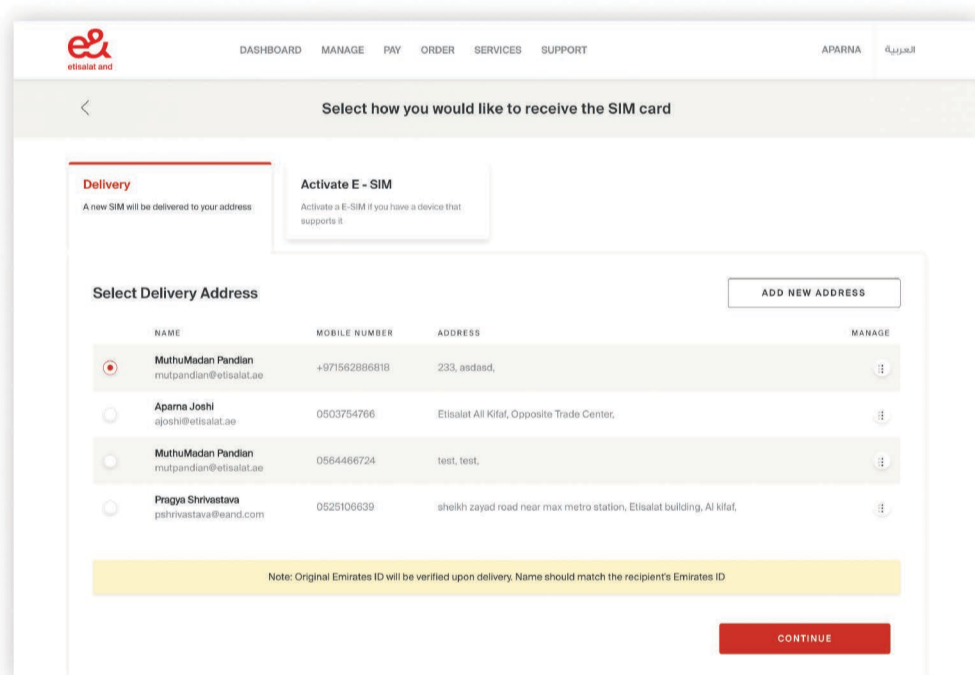 e&
etisalat and
DASHBOARD MANAGE PAY ORDER SERVICES SUPPORT APARNA العربية
Select how you would like to receive the SIM card
Delivery
A new SIM will be delivered to your address
Activate E - SIM
Activate a E-SIM if you have a device that
supports it
Select Delivery Address
ADD NEW ADDRESS
NAME MOBILE NUMBER ADDRESS MANAGE
MuthuMadan Pandian
mutpandian@etisalat.ae
+971562886818
233, asdasd,
Aparna Joshi
ajoshi@etisalat.ae
0503754766
Etisalat All Kifaf, Opposite Trade Center,
MuthuMadan Pandian
mutpandian@etisalat.ae
0564466724
test, test,
Pragya Shrivastava
pshrivastava@eand.com
0525106639
sheikh zayad road near max metro station, Etisalat building, Al kifaf,
Note: Original Emirates ID will be verified upon delivery. Name should match the recipient's Emirates ID
CONTINUE